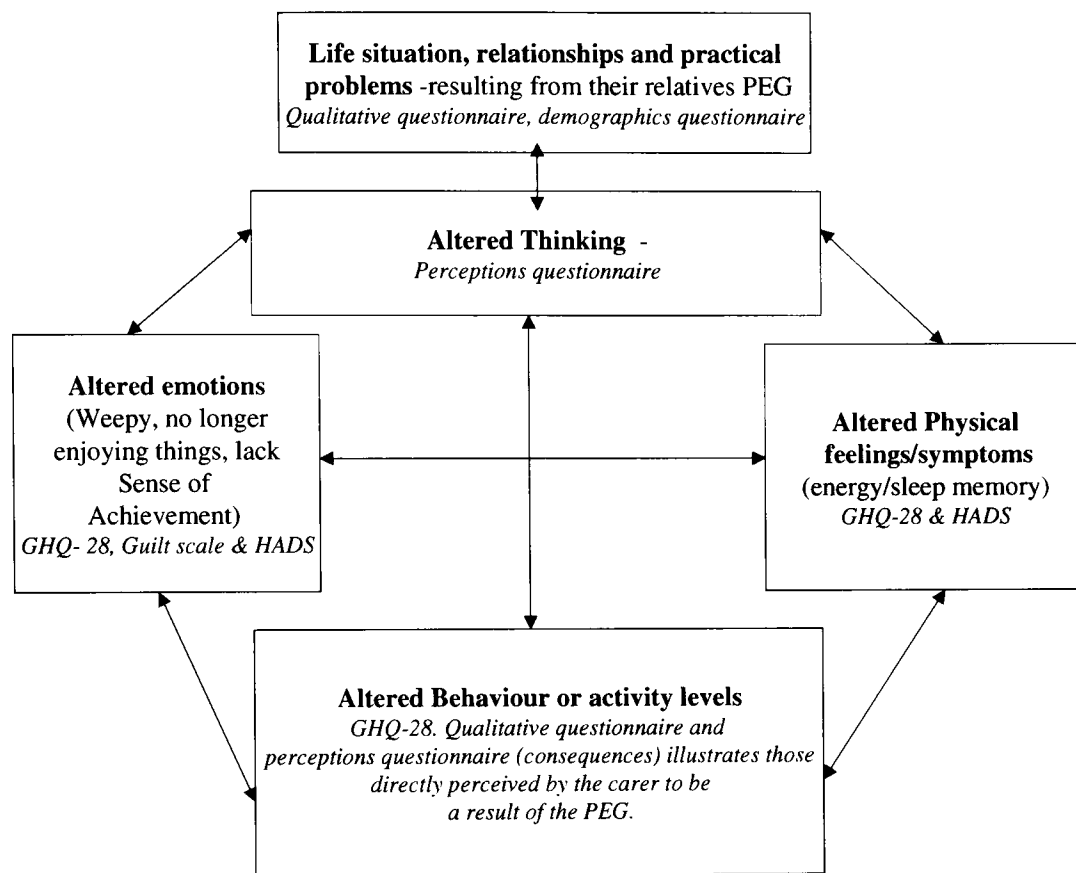 Life situation, relationships and practical
problems -resulting from their relatives PEG
Qualitative questionnaire, demographics questionnaire
Altered Thinking -
Perceptions questionnaire
Altered emotions
(Weepy, no longer
enjoying things, lack
Sense of
Achievement)
GHQ- 28, Guilt scale & HADS
Altered Physical
feelings/symptoms
(energy/sleep memory)
GHQ-28 & HADS
Altered Behaviour or activity levels
GHQ-28. Qualitative questionnaire and
perceptions questionnaire (consequences) illustrates those
directly perceived by the carer to be
a result of the PEG.